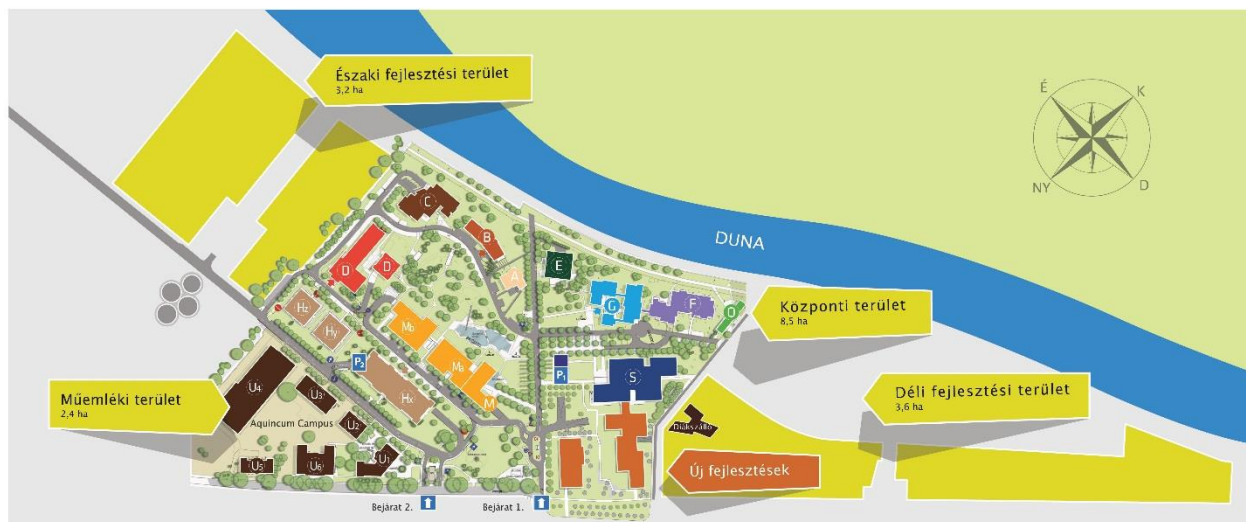 Északi fejlesztési terület
3,2 ha
É
K
NY
D
DUNA
C
B
A
E
D
D
G
F
O
Központi terület
8,5 ha
Hz
Hy
Mb
Ma
M
P2
P1
S
Hx
Déli fejlesztési terület
3,6 ha
Műemléki terület
2,4 ha
U4
U3
U2
Aquincum Campus
U1
U5
U6
Diákszálló
Új fejlesztések
Bejárat 2.
Bejárat 1.